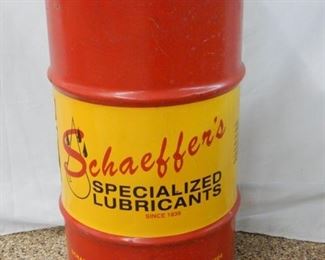 Schaeffer's
SPECIALIZED
LUBRICANTS
SINCE 1839